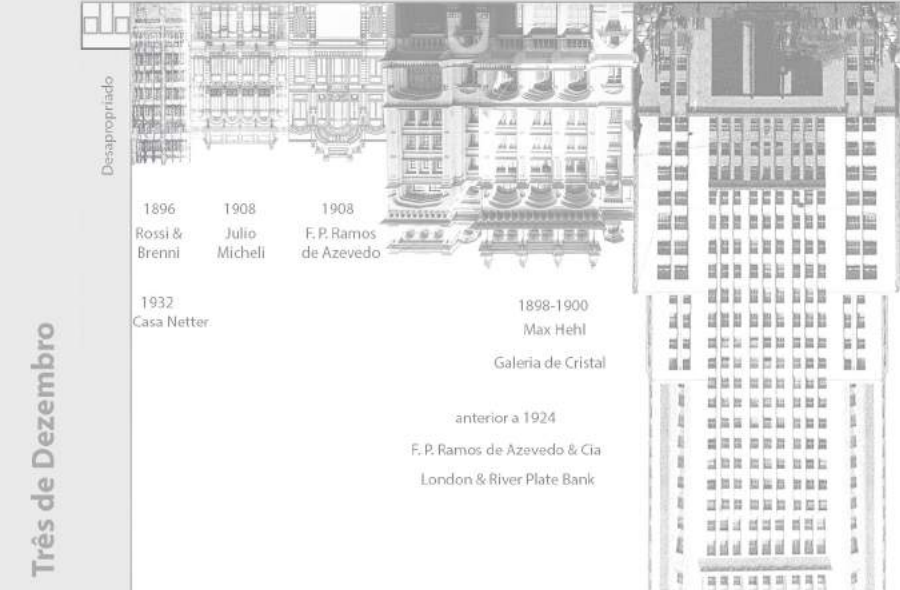 Três de Dezembro
Desapropriado
1896
Rossi &
Brenni
1908
Julio
Micheli
1908
F. P. Ramos
de Azevedo
1932
Casa Netter
1898-1900
Max Hehl
Galeria de Cristal
anterior a 1924
F. P. Ramos de Azevedo & Cia
London & River Plate Bank